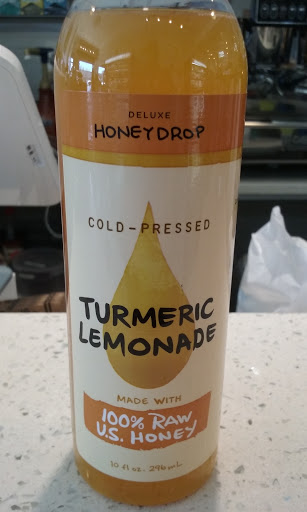 DELUXE
HONEYDROP
COLD-PRESSED
TURMERIC
LEMONADE
MADE WITH
100% RAW
U.S. HONEY
10 fl oz. 296 mL